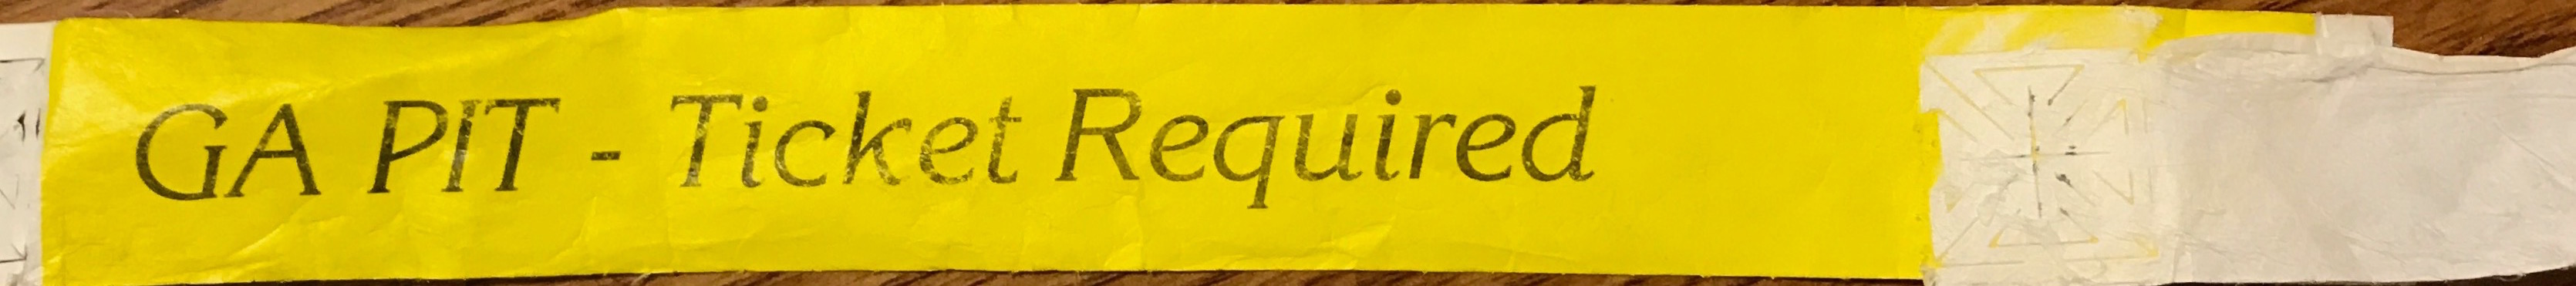 GA PIT - Ticket Required